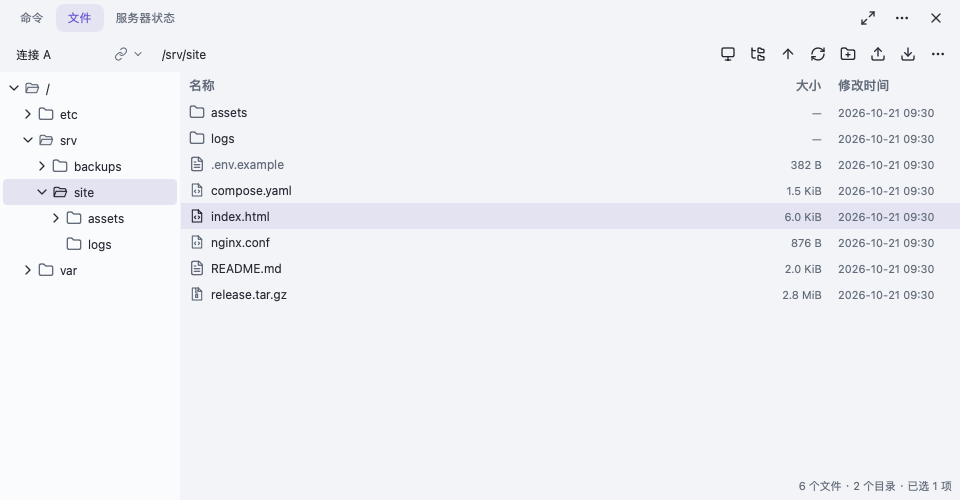 命令 文件 服务器状态
连接 A /srv/site
/
etc
srv
backups
site
assets
logs
var
名称 大小 修改时间
assets — 2026-10-21 09:30
logs — 2026-10-21 09:30
.env.example 382 B 2026-10-21 09:30
compose.yaml 1.5 KiB 2026-10-21 09:30
index.html 6.0 KiB 2026-10-21 09:30
nginx.conf 876 B 2026-10-21 09:30
README.md 2.0 KiB 2026-10-21 09:30
release.tar.gz 2.8 MiB 2026-10-21 09:30
6 个文件 · 2 个目录 · 已选 1 项